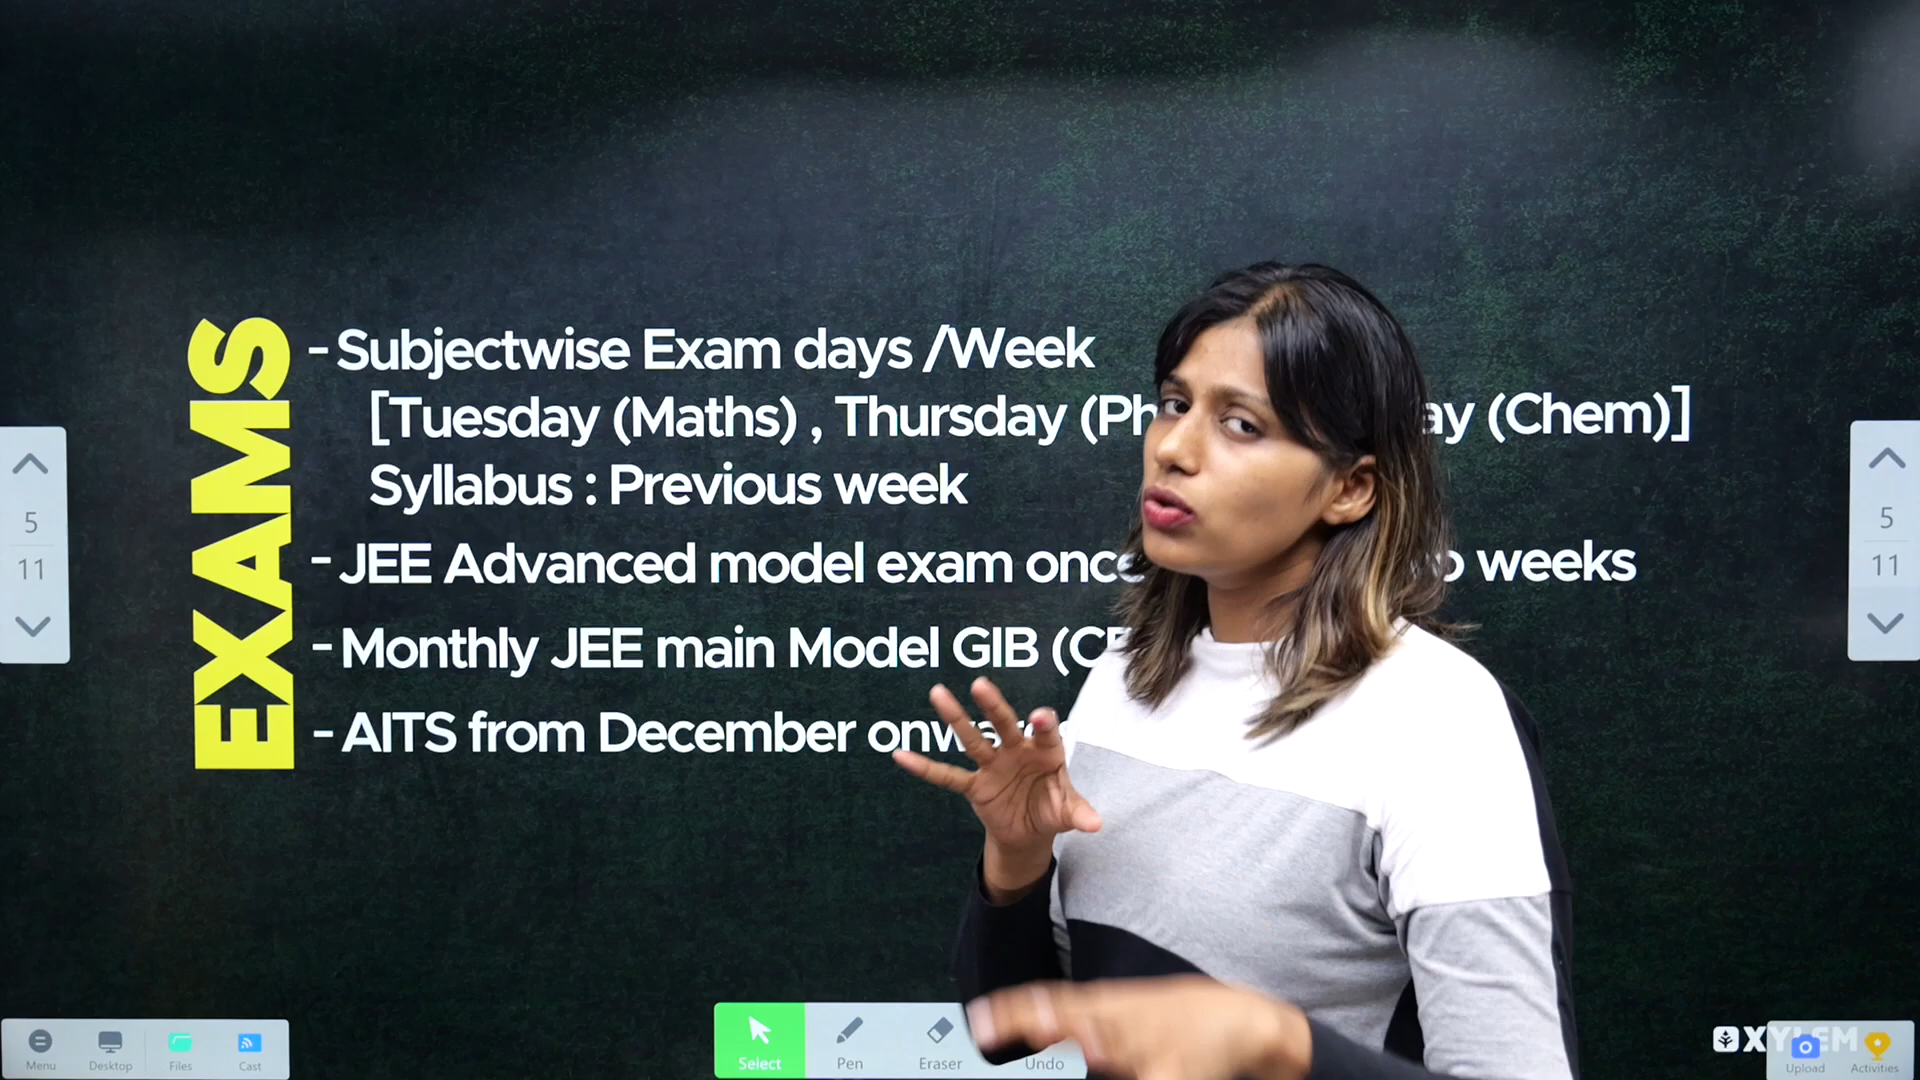 EXAMS
- Subjectwise Exam days /Week
[Tuesday (Maths) , Thursday (Ph ay (Chem)]
Syllabus : Previous week
- JEE Advanced model exam once weeks
- Monthly JEE main Model GIB
- AITS from December onwards
5
11
5
11
Menu
Desktop
Files
Cast
Select
Pen
Eraser
Undo
XYLEM
Upload
Activities